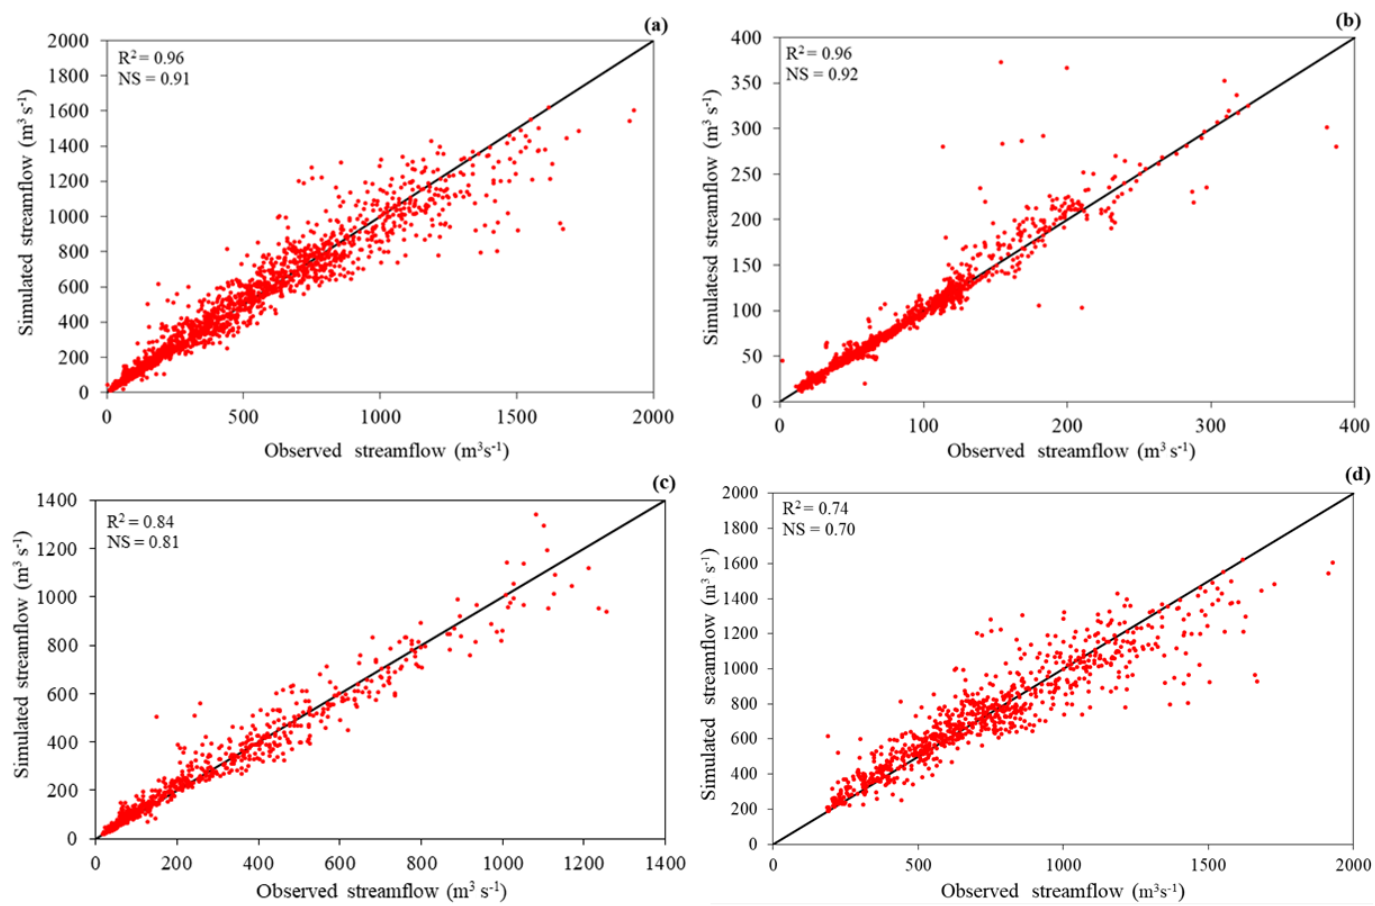 (a)
R² = 0.96
NS = 0.91
2000
1800
1600
1400
1200
1000
800
600
400
200
0
Simulated streamflow (m³ s⁻¹)
0 500 1000 1500 2000
Observed streamflow (m³s⁻¹)
(b)
R² = 0.96
NS = 0.92
400
350
300
250
200
150
100
50
0
Simulatesd streamflow (m³ s⁻¹)
0 100 200 300 400
Observed streamflow (m³ s⁻¹)
(c)
R² = 0.84
NS = 0.81
1400
1200
1000
800
600
400
200
0
Simulated streamflow (m³ s⁻¹)
0 200 400 600 800 1000 1200 1400
Observed streamflow (m³ s⁻¹)
(d)
R² = 0.74
NS = 0.70
2000
1800
1600
1400
1200
1000
800
600
400
200
0
Simulated streamflow (m³ s⁻¹)
0 500 1000 1500 2000
Observed streamflow (m³s⁻¹)